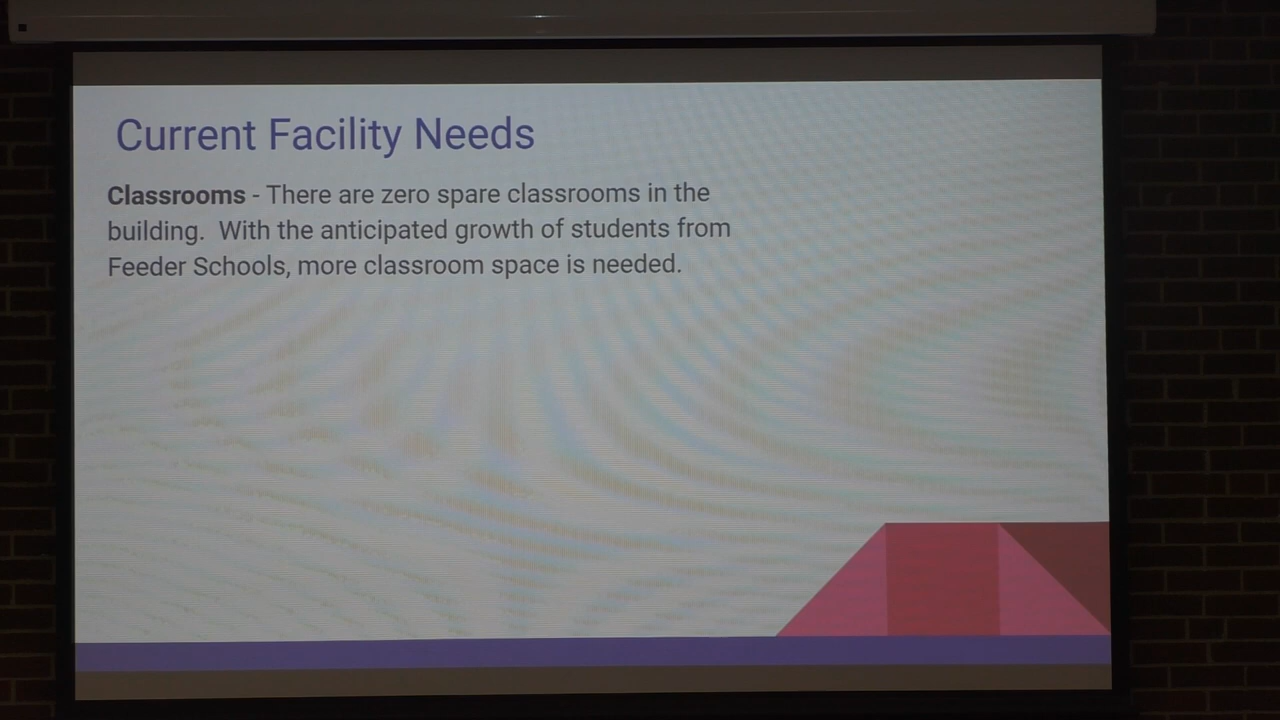 Current Facility Needs
Classrooms - There are zero spare classrooms in the
building.  With the anticipated growth of students from
Feeder Schools, more classroom space is needed.